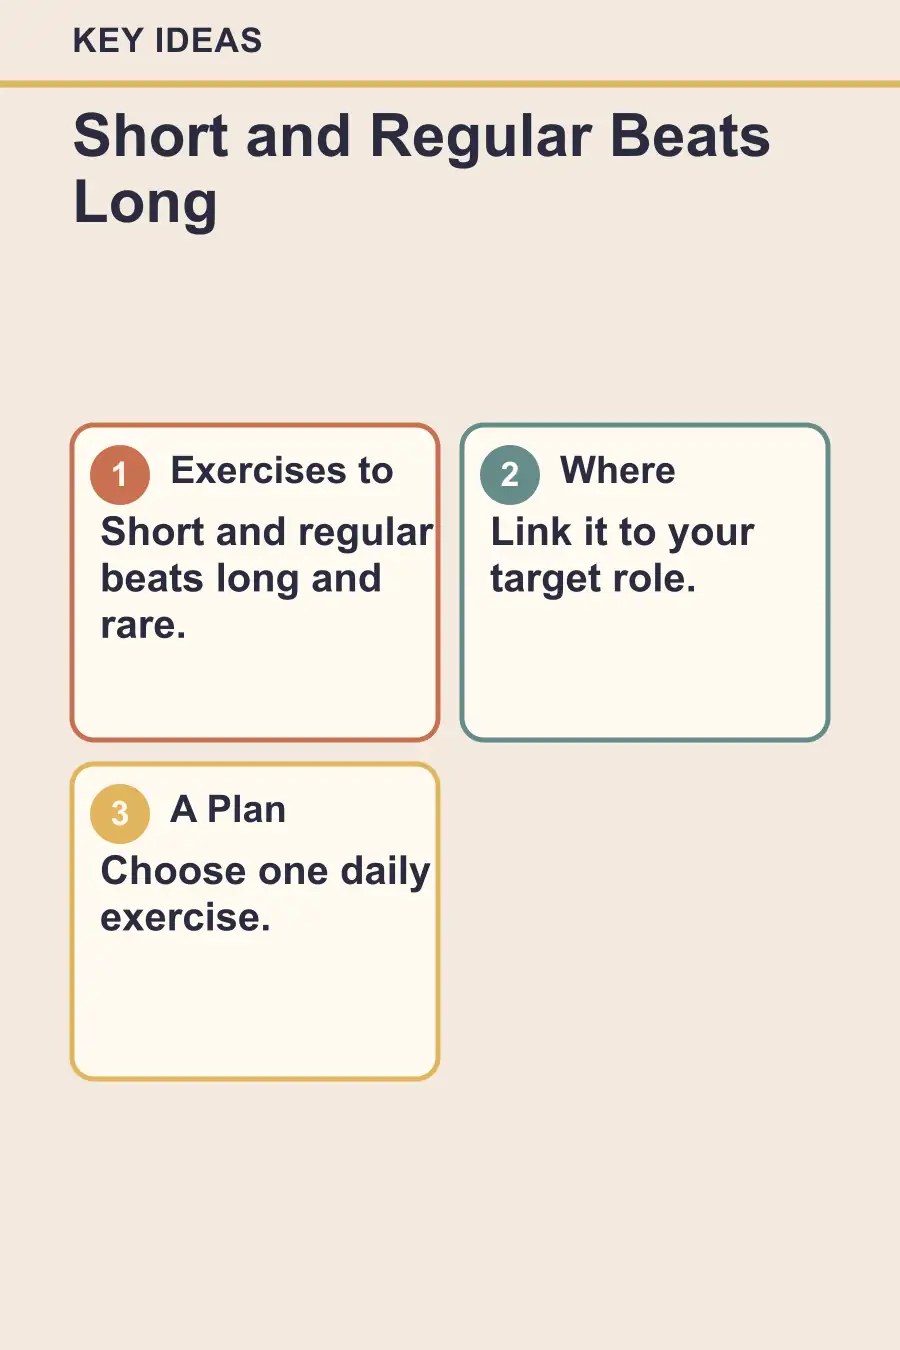 KEY IDEAS
Short and Regular Beats
Long
1 Exercises to
Short and regular
beats long and
rare.
2 Where
Link it to your
target role.
3 A Plan
Choose one daily
exercise.